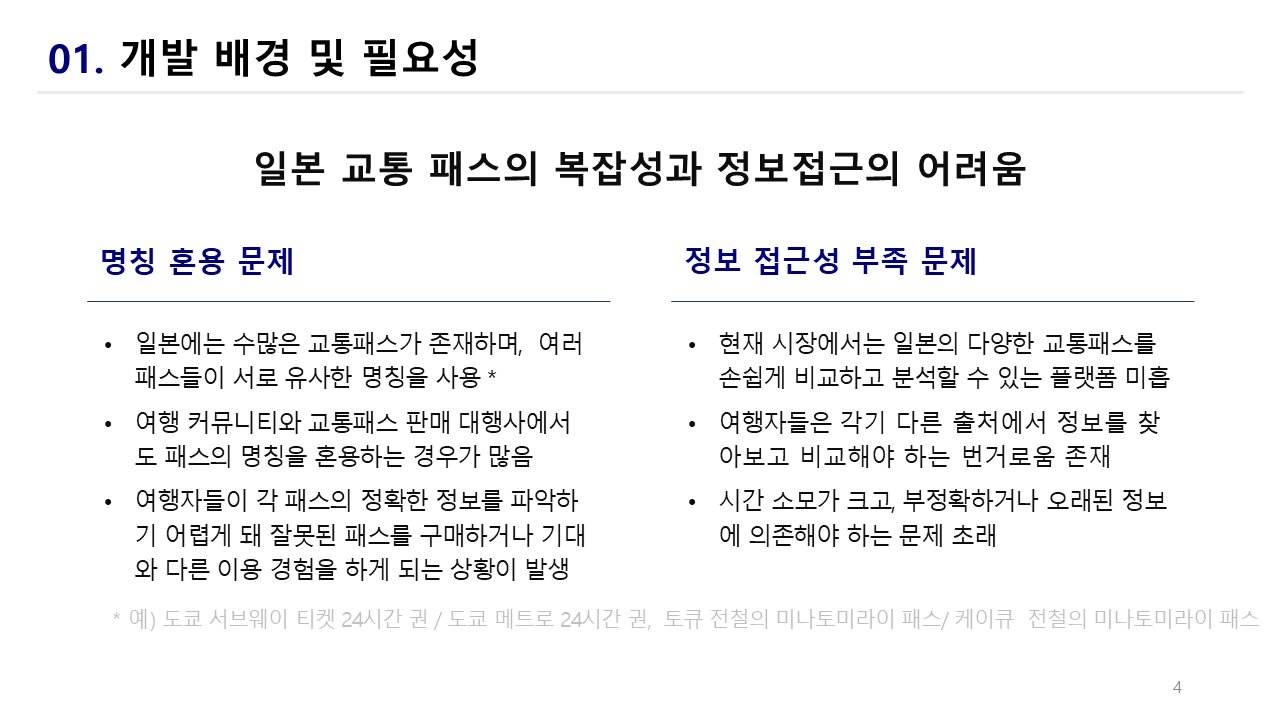 01. 개발 배경 및 필요성
일본 교통 패스의 복잡성과 정보접근의 어려움
명칭 혼용 문제
• 일본에는 수많은 교통패스가 존재하며, 여러
패스들이 서로 유사한 명칭을 사용 *
• 여행 커뮤니티와 교통패스 판매 대행사에서
도 패스의 명칭을 혼용하는 경우가 많음
• 여행자들이 각 패스의 정확한 정보를 파악하
기 어렵게 돼 잘못된 패스를 구매하거나 기대
와 다른 이용 경험을 하게 되는 상황이 발생
정보 접근성 부족 문제
• 현재 시장에서는 일본의 다양한 교통패스를
손쉽게 비교하고 분석할 수 있는 플랫폼 미흡
• 여행자들은 각기 다른 출처에서 정보를 찾
아보고 비교해야 하는 번거로움 존재
• 시간 소모가 크고, 부정확하거나 오래된 정보
에 의존해야 하는 문제 초래
* 예) 도쿄 서브웨이 티켓 24시간 권 / 도쿄 메트로 24시간 권, 토큐 전철의 미나토미라이 패스/ 케이큐 전철의 미나토미라이 패스
4